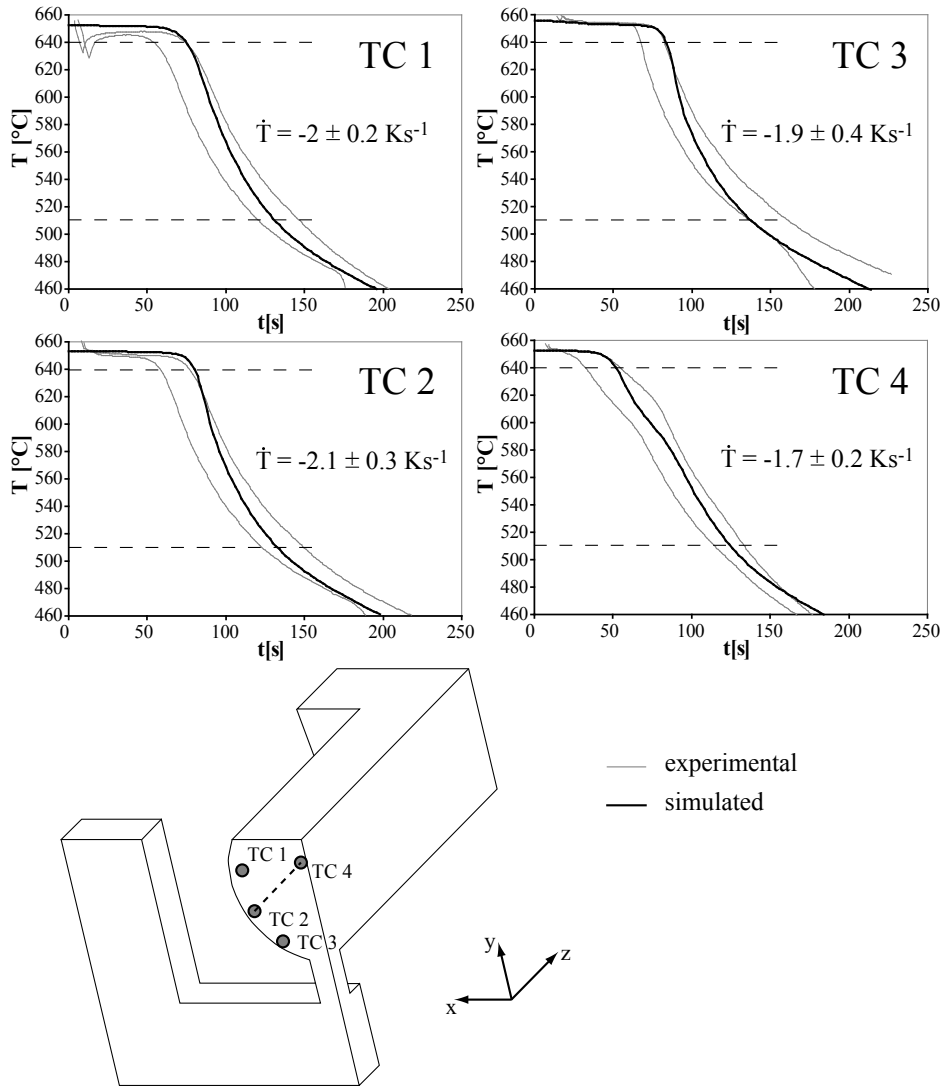 660
640
620
600
580
560
540
520
500
480
460
T [°C]
TC 1
Ṫ = -2 ± 0.2 Ks-1
0 50 100 150 200 250
t[s]
660
640
620
600
580
560
540
520
500
480
460
T [°C]
TC 3
Ṫ = -1.9 ± 0.4 Ks-1
0 50 100 150 200 250
t[s]
660
640
620
600
580
560
540
520
500
480
460
T [°C]
TC 2
Ṫ = -2.1 ± 0.3 Ks-1
0 50 100 150 200 250
t[s]
660
640
620
600
580
560
540
520
500
480
460
T [°C]
TC 4
Ṫ = -1.7 ± 0.2 Ks-1
0 50 100 150 200 250
t[s]
TC 1
TC 4
TC 2
TC 3
experimental
simulated
y
z
x